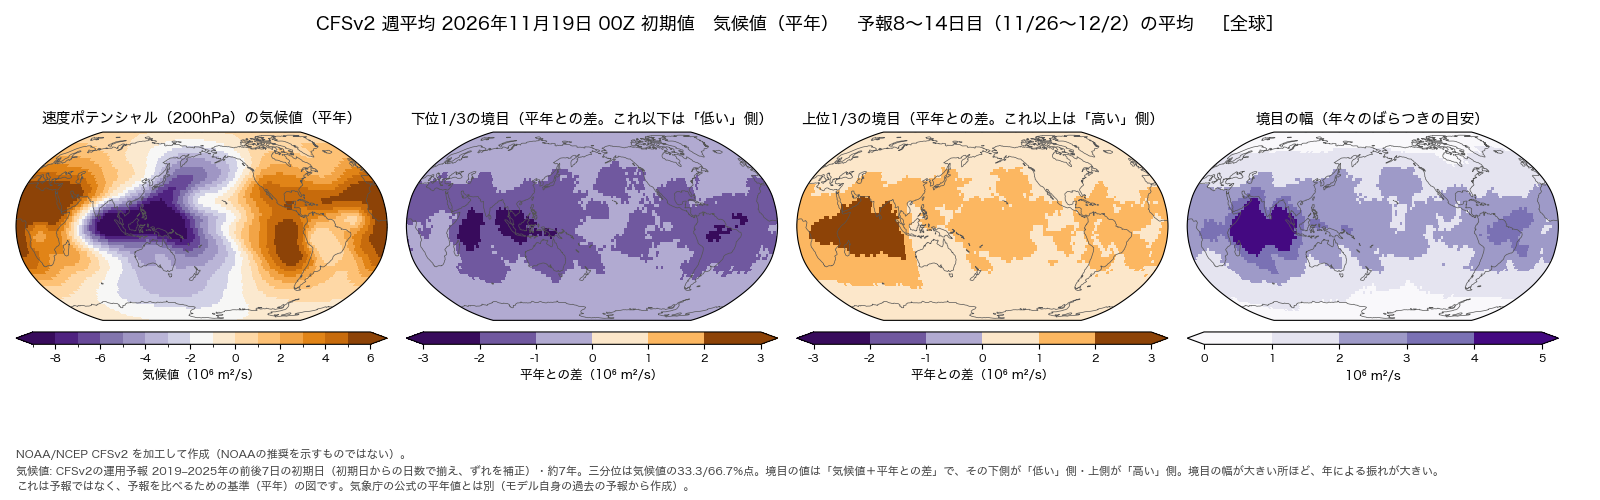 CFSv2 週平均 2026年11月19日 00Z 初期値　気候値（平年）　予報8～14日目（11/26～12/2）の平均　［全球］
速度ポテンシャル（200hPa）の気候値（平年）
下位1/3の境目（平年との差。これ以下は「低い」側）
上位1/3の境目（平年との差。これ以上は「高い」側）
境目の幅（年々のばらつきの目安）
-8 -6 -4 -2 0 2 4 6
-3 -2 -1 0 1 2 3
-3 -2 -1 0 1 2 3
0 1 2 3 4 5
気候値（10⁶ m²/s）
平年との差（10⁶ m²/s）
平年との差（10⁶ m²/s）
10⁶ m²/s
NOAA/NCEP CFSv2 を加工して作成（NOAAの推奨を示すものではない）。
気候値: CFSv2の運用予報 2019–2025年の前後7日の初期日（初期日からの日数で揃え、ずれを補正）・約7年。三分位は気候値の33.3/66.7%点。境目の値は「気候値＋平年との差」で、その下側が「低い」側・上側が「高い」側。境目の幅が大きい所ほど、年による振れが大きい。
これは予報ではなく、予報を比べるための基準（平年）の図です。気象庁の公式の平年値とは別（モデル自身の過去の予報から作成）。